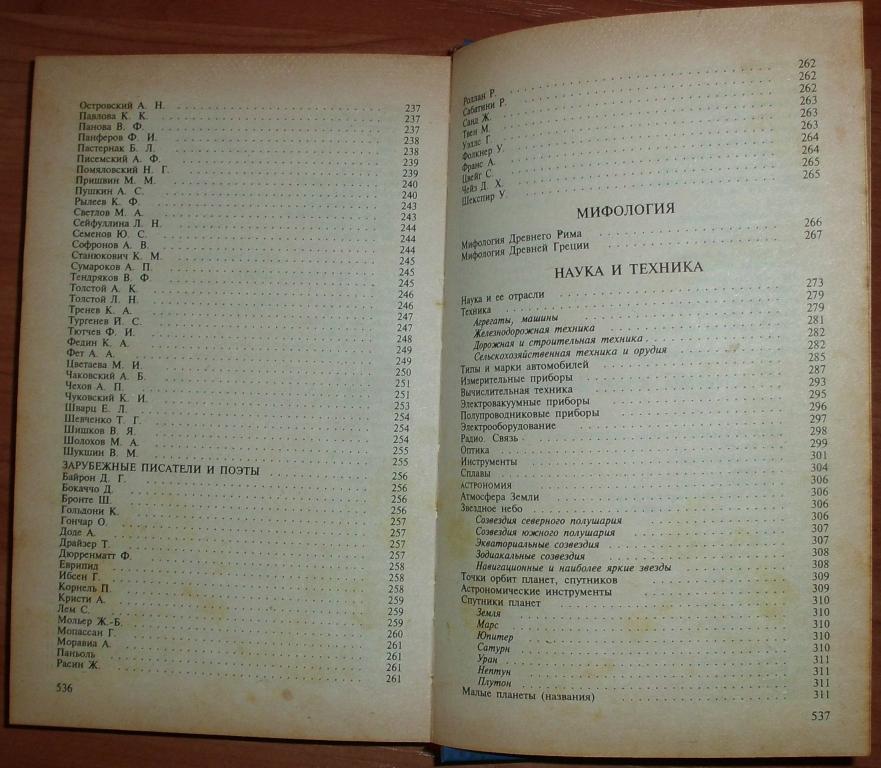 Островский А. Н. 237
Павлова К. К. 237
Панова В. Ф. 237
Панферов Ф. И. 238
Пастернак Б. Л. 238
Писемский А. Ф. 239
Помяловский Н. Г. 239
Пришвин М. М. 240
Пушкин А. С. 240
Рылеев К. Ф. 243
Светлов М. А. 243
Сейфуллина Л. Н. 244
Семенов Ю. С. 244
Софронов А. В. 244
Станюкович К. М. 245
Сумароков А. П. 245
Тендряков В. Ф. 245
Толстой А. К. 246
Толстой Л. Н. 246
Тренев К. А. 247
Тургенев И. С. 247
Тютчев Ф. И. 248
Федин К. А. 249
Фет А. А. 249
Цветаева М. И. 250
Чаковский А. Б. 251
Чехов А. П. 251
Чуковский К. И. 253
Шварц Е. Л. 254
Шевченко Т. Г. 254
Шишков В. Я. 254
Шолохов М. А. 255
Шукшин В. М. 255
ЗАРУБЕЖНЫЕ ПИСАТЕЛИ И ПОЭТЫ
Байрон Д. Г. 256
Бокаччо Д. 256
Бронте Ш. 256
Гольдони К. 256
Гончар О. 257
Доде А. 257
Драйзер Т. 257
Дюрренматт Ф. 257
Еврипид 258
Ибсен Г. 258
Корнель П. 258
Кристи А. 259
Лем С. 259
Мольер Ж.-Б. 259
Мопассан Г. 260
Моравиа А. 261
Паньоль 261
Расин Ж. 261
536
Роллан Р. 262
Сабатини Р. 262
Санд Ж. 262
Твен М. 263
Уэллс Г. 263
Фолкнер У. 263
Франс А. 264
Цвейг С. 264
Чейз Д. Х. 265
Шекспир У. 265
МИФОЛОГИЯ
Мифология Древнего Рима 266
Мифология Древней Греции 267
НАУКА И ТЕХНИКА
Наука и ее отрасли 273
Техника 279
Агрегаты, машины 279
Железнодорожная техника 281
Дорожная и строительная техника 282
Сельскохозяйственная техника и орудия 282
Типы и марки автомобилей 285
Измерительные приборы 287
Вычислительная техника 293
Электровакуумные приборы 295
Полупроводниковые приборы 296
Электрооборудование 297
Радио. Связь 298
Оптика 299
Инструменты 301
Сплавы 304
Астрономия 306
Атмосфера Земли 306
Звездное небо 306
Созвездия северного полушария 306
Созвездия южного полушария 307
Экваториальные созвездия 307
Зодиакальные созвездия 308
Навигационные и наиболее яркие звезды 308
Точки орбит планет, спутников 309
Астрономические инструменты 309
Спутники планет 310
Земля 310
Марс 310
Юпитер 310
Сатурн 310
Уран 311
Нептун 311
Плутон 311
Малые планеты (названия) 311
537